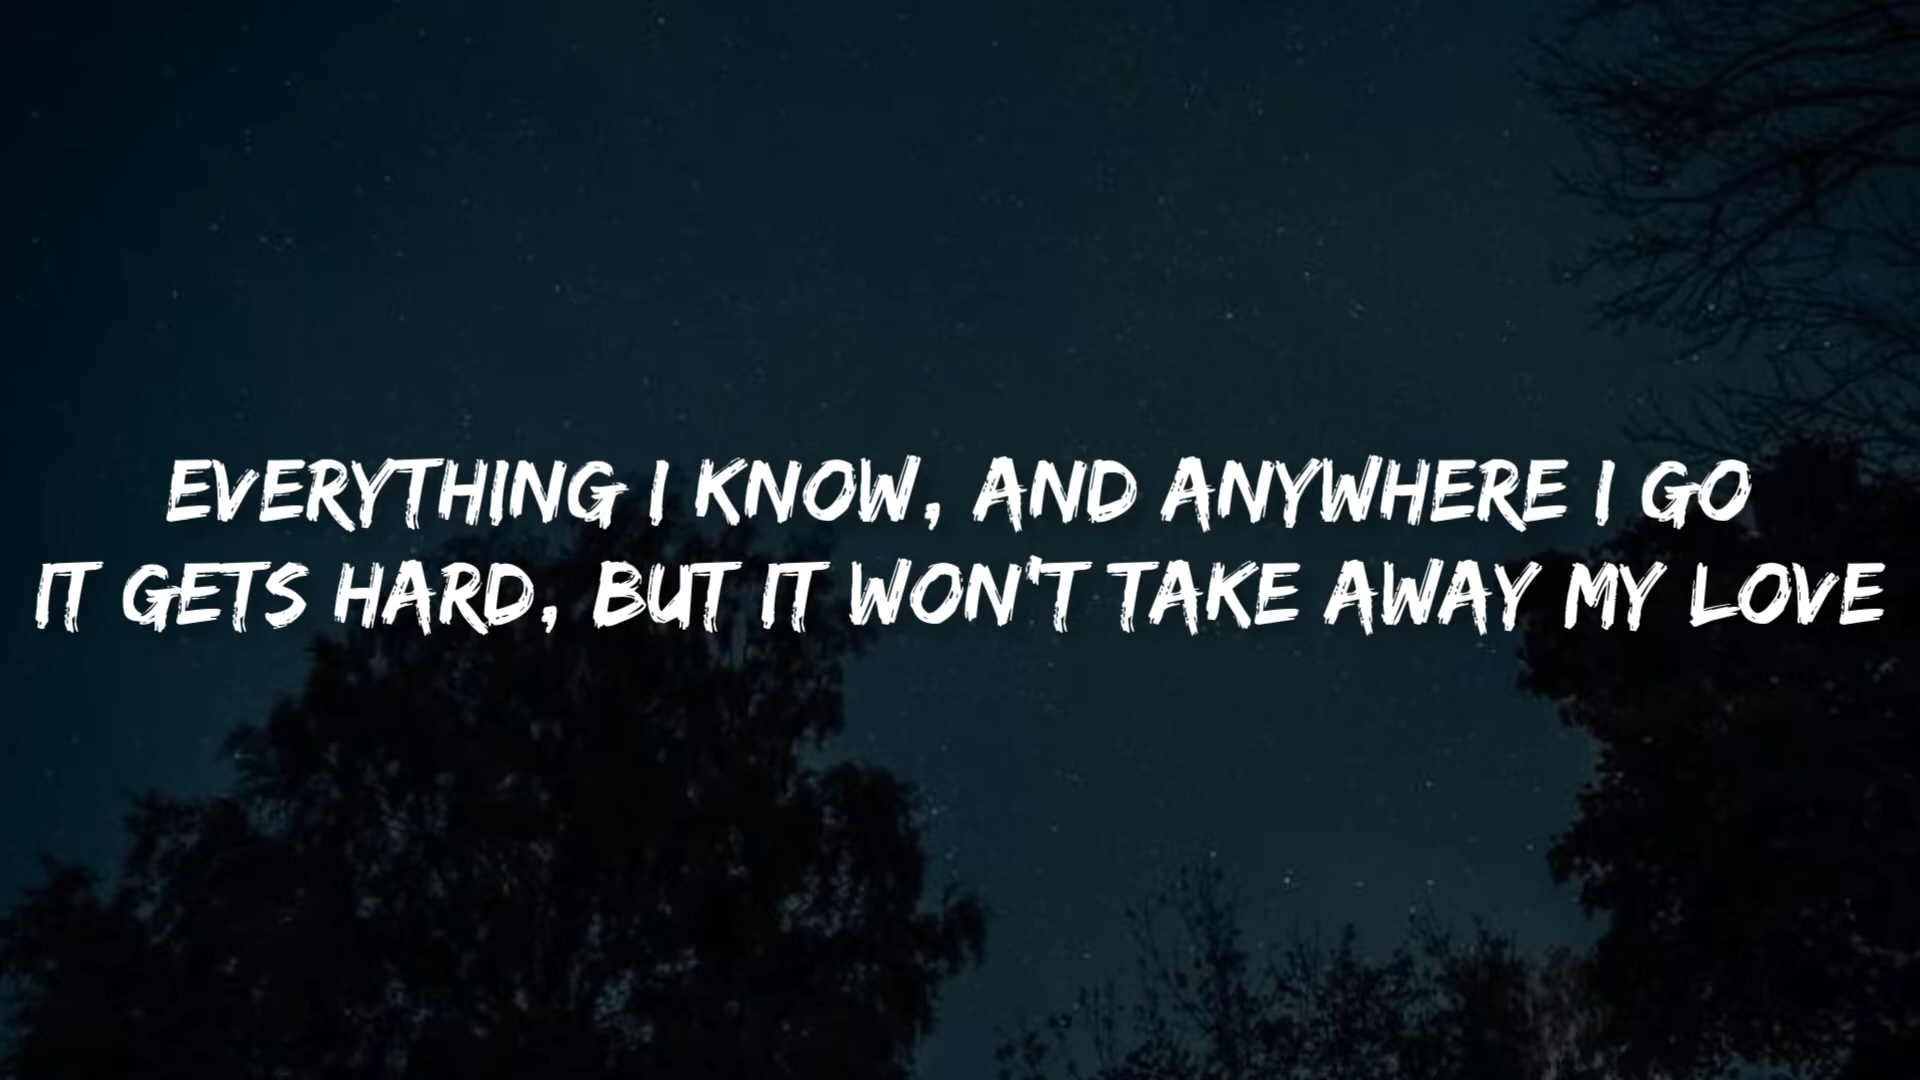 EVERYTHING I KNOW, AND ANYWHERE I GO
IT GETS HARD, BUT IT WON'T TAKE AWAY MY LOVE